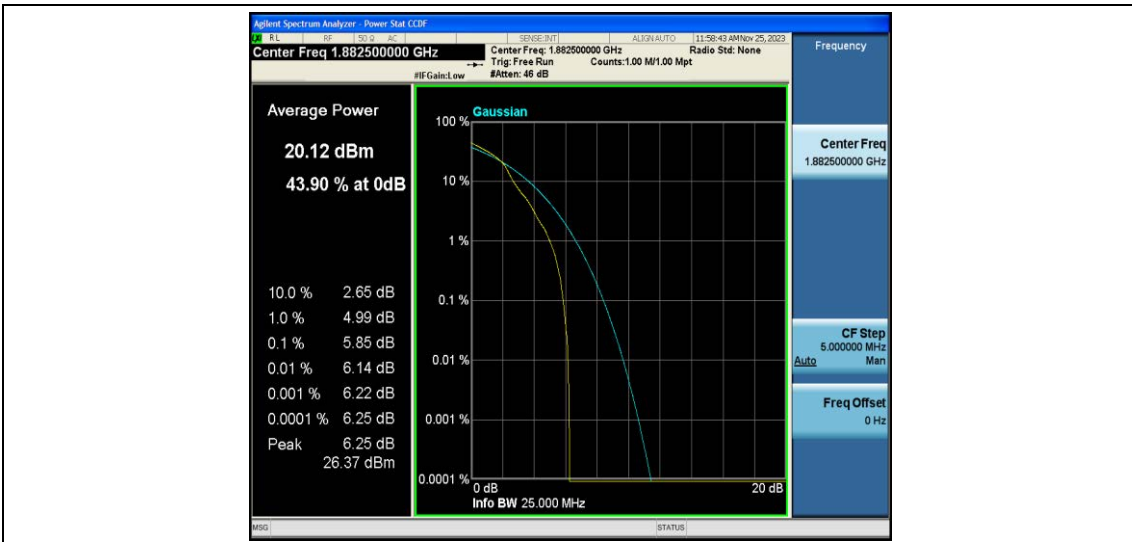 Agilent Spectrum Analyzer - Power Stat CCDF
LXI RL RF 50 Ω AC SENSE:INT ALIGN AUTO 11:58:43 AM Nov 25, 2023
Center Freq 1.882500000 GHz
Center Freq: 1.882500000 GHz Radio Std: None
Trig: Free Run Counts:1.00 M/1.00 Mpt
#IFGain:Low #Atten: 46 dB
Frequency
Average Power
20.12 dBm
43.90 % at 0dB
10.0 % 2.65 dB
1.0 % 4.99 dB
0.1 % 5.85 dB
0.01 % 6.14 dB
0.001 % 6.22 dB
0.0001 % 6.25 dB
Peak 6.25 dB
26.37 dBm
Gaussian
100 %
10 %
1 %
0.1 %
0.01 %
0.001 %
0.0001 %
0 dB 20 dB
Info BW 25.000 MHz
Center Freq
1.882500000 GHz
CF Step
5.000000 MHz
Auto Man
Freq Offset
0 Hz
MSG STATUS